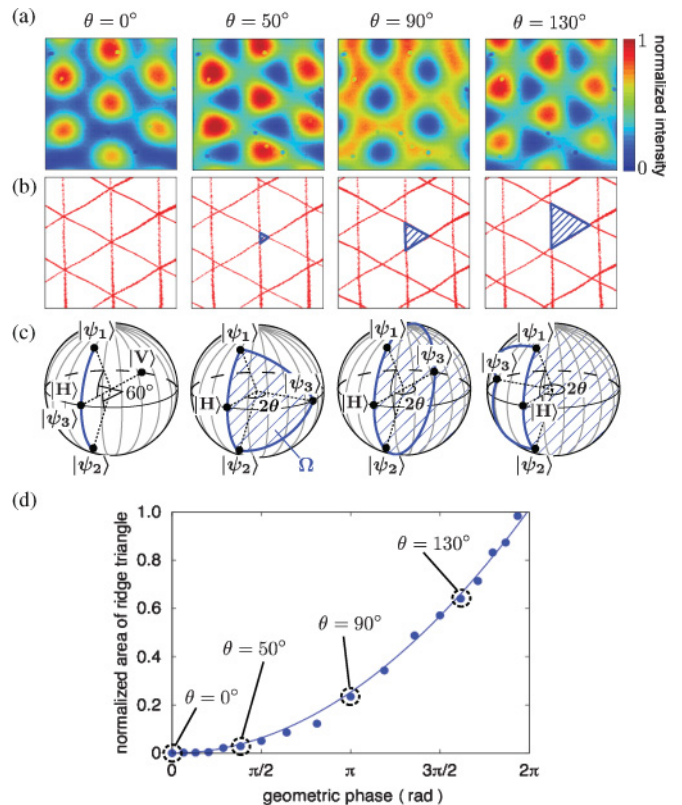 (a) θ = 0° θ = 50° θ = 90° θ = 130°
1
normalized intensity
0
(b)
(c) |ψ1⟩ |ψ1⟩ |ψ1⟩ |ψ1⟩
|V⟩ |ψ3⟩ |ψ3⟩
|H⟩ 60° |H⟩ 2θ |ψ3⟩ |H⟩ 2θ |H⟩ 2θ
|ψ3⟩
|ψ2⟩ |ψ2⟩ Ω |ψ2⟩ |ψ2⟩
(d)
normalized area of ridge triangle
1.0
0.8
0.6
0.4
0.2
0
θ = 130°
θ = 90°
θ = 50°
θ = 0°
0 π/2 π 3π/2 2π
geometric phase ( rad )